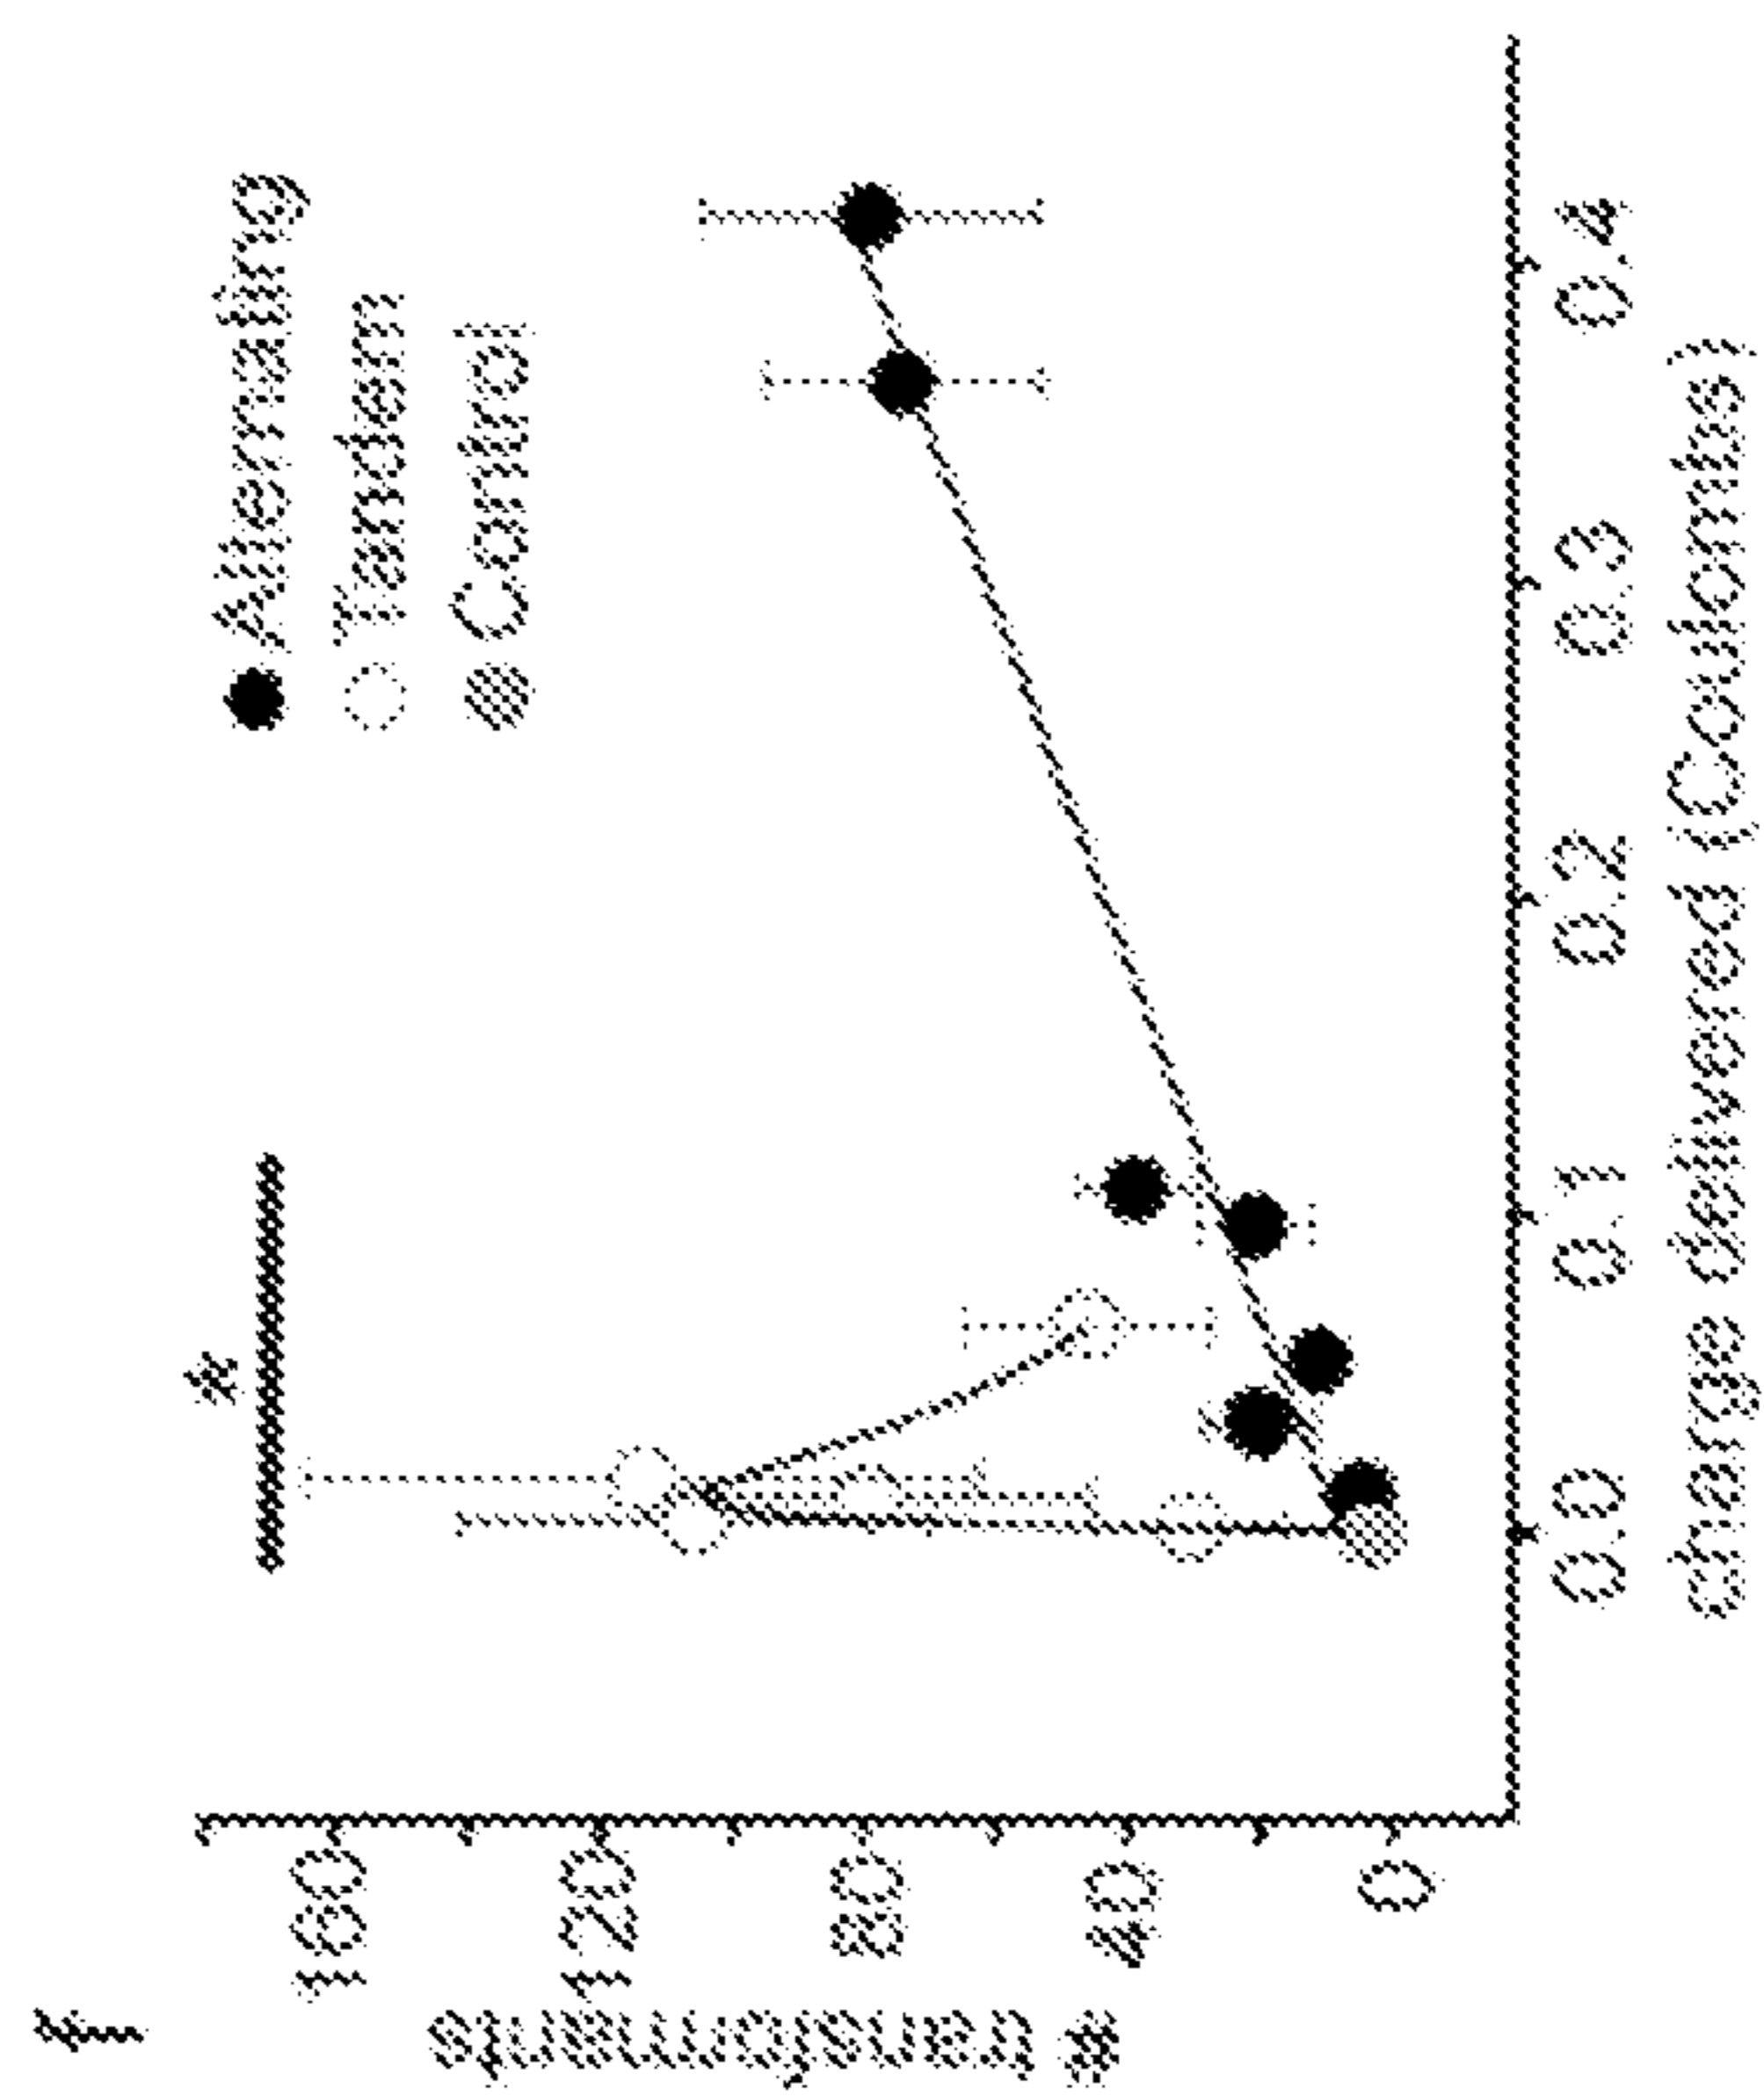 f
*
Alternating
Tandem
Control
# transformants
160
120
80
40
0
0.0
0.1
0.2
0.3
0.4
charge delivered (Coulombs)